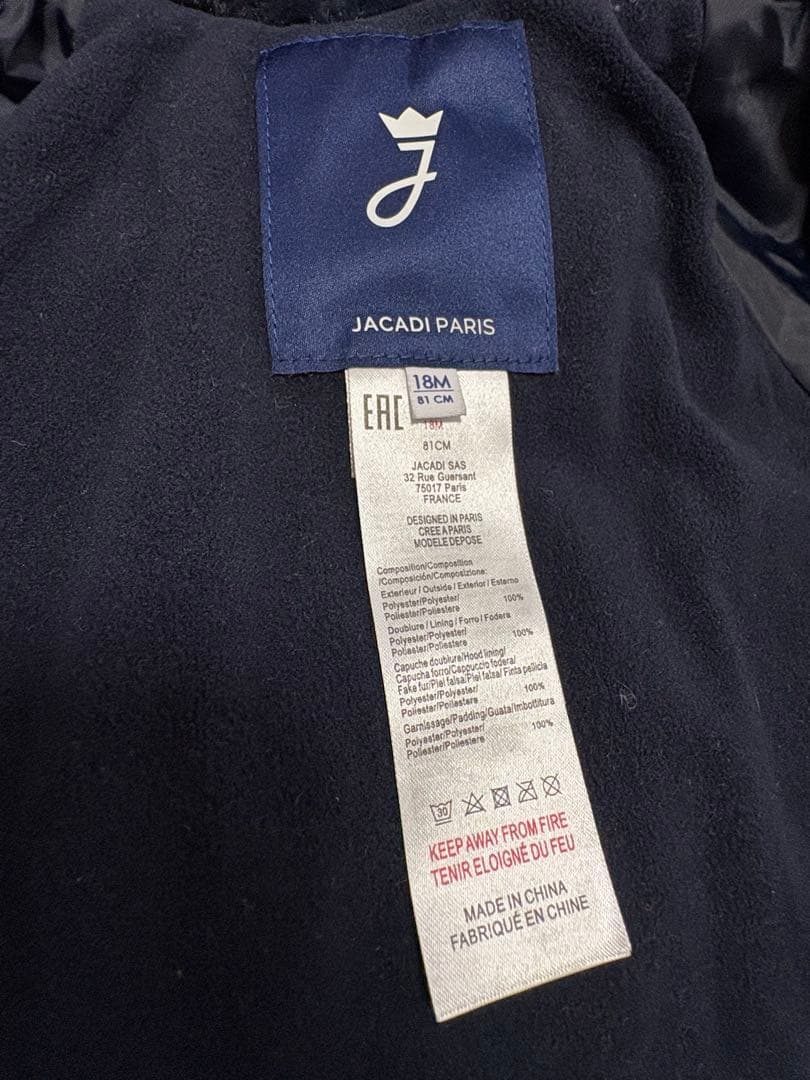 J
JACADI PARIS
18M
81 CM
EAC
18M
81CM
JACADI SAS
32 Rue Guersant
75017 Paris
FRANCE
DESIGNED IN PARIS
CREE A PARIS
MODELE DEPOSE
Composition/Composition
/Composición/Composizione:
Exterieur / Outside / Exterior / Esterno
Polyester/Polyester/ 100%
Poliester/Poliestere
Doublure / Lining / Forro / Fodera
Polyester/Polyester/ 100%
Poliester/Poliestere
Capuche doublure/Hood lining/
Capucha forro/Cappuccio fodera/
Fake fur/Piel falsa/Piel falsa/ Finta pelliccia
Polyester/Polyester/ 100%
Poliester/Poliestere
Garnissage/Padding/Guata/Imbottitura
Polyester/Polyester/ 100%
Poliester/Poliestere
30
KEEP AWAY FROM FIRE
TENIR ELOIGNÉ DU FEU
MADE IN CHINA
FABRIQUÉ EN CHINE